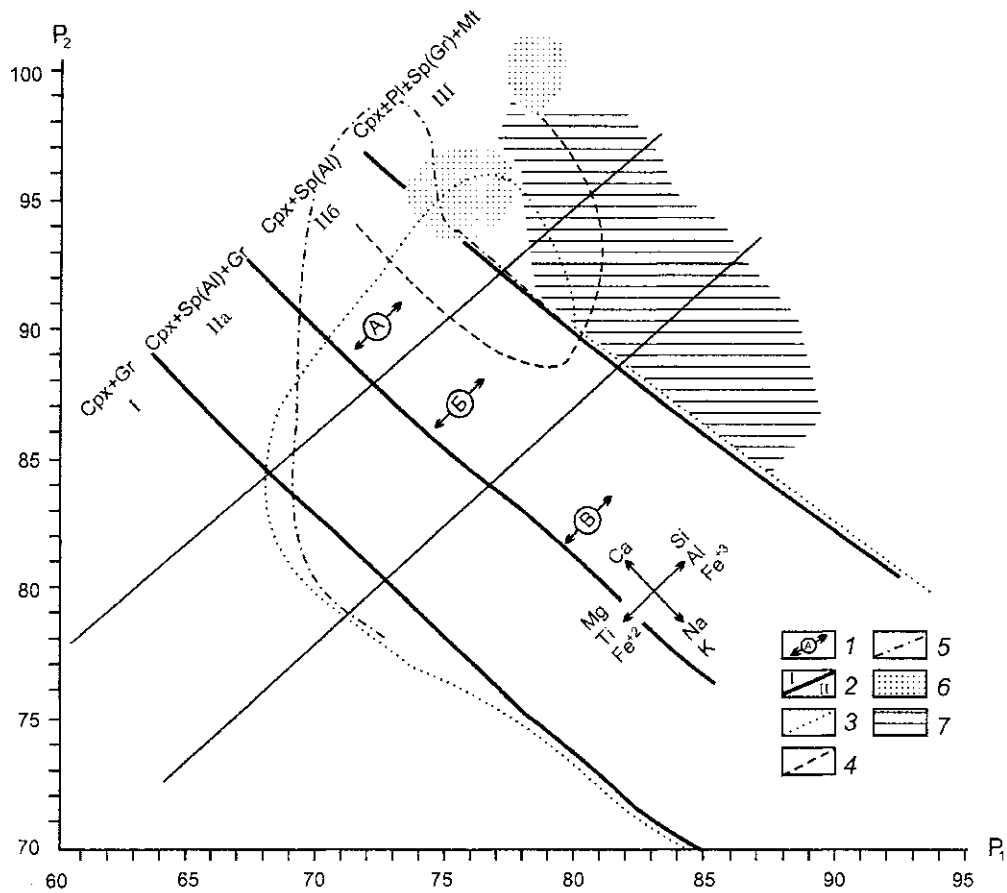 P₂
100
95
90
85
80
75
70
60
65
70
75
80
85
90
95
P₁
Cpx±Pl±Sp(Gr)+Mt
III
Cpx+Sp(Al)
IIб
Cpx+Sp(Al)+Gr
IIa
Cpx+Gr
I
А
Б
В
Ca
Si
Al
Fe⁺³
Mg
Ti
Fe⁺²
Na
K
А 1
I II 2
3
4
5
6
7